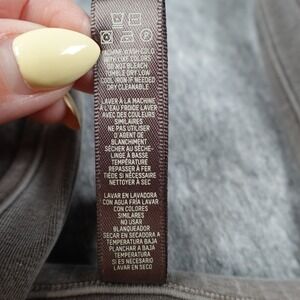 MACHINE WASH COLD
WITH LIKE COLORS
DO NOT BLEACH
TUMBLE DRY LOW
COOL IRON IF NEEDED
DRY CLEANABLE
LAVER À LA MACHINE
À L'EAU FROIDE LAVER
AVEC DES COULEURS
SIMILAIRES
NE PAS UTILISER
D'AGENT DE
BLANCHIMENT
SÉCHER AU SÈCHE-
LINGE À BASSE
TEMPÉRATURE
REPASSER À FER
TIÈDE SI NÉCESSAIRE
NETTOYER À SEC
LAVAR EN LAVADORA
CON AGUA FRÍA LAVAR
CON COLORES
SIMILARES
NO USAR
BLANQUEADOR
SECAR EN SECADORA A
TEMPERATURA BAJA
PLANCHAR A BAJA
TEMPERATURA
SI ES NECESARIO
LAVAR EN SECO